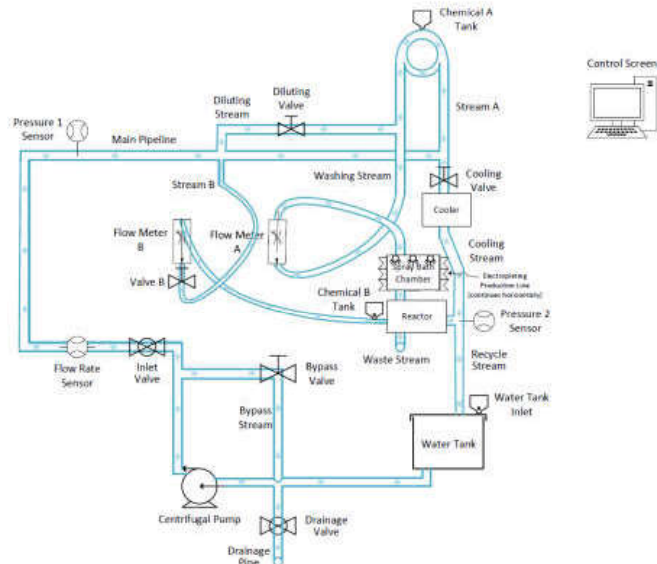 Chemical A
Tank
Control Screen
Diluting
Stream
Diluting
Valve
Stream A
Pressure 1
Sensor
Main Pipeline
Washing Stream
Cooling
Valve
Stream B
Cooler
Flow Meter
B
Flow Meter
A
Cooling
Stream
Spray Bath
Chamber
Electroplating
Production Line
(continues horizontally)
Valve B
Chemical B
Tank
Reactor
Pressure 2
Sensor
Waste Stream
Recycle
Stream
Flow Rate
Sensor
Inlet
Valve
Bypass
Valve
Bypass
Stream
Water Tank
Inlet
Water Tank
Centrifugal Pump
Drainage
Valve
Drainage
Pipe